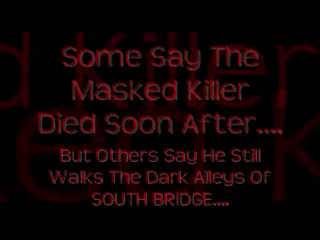 Some Say The
Masked Killer
Died Soon After....
But Others Say He Still
Walks The Dark Alleys Of
SOUTH BRIDGE....